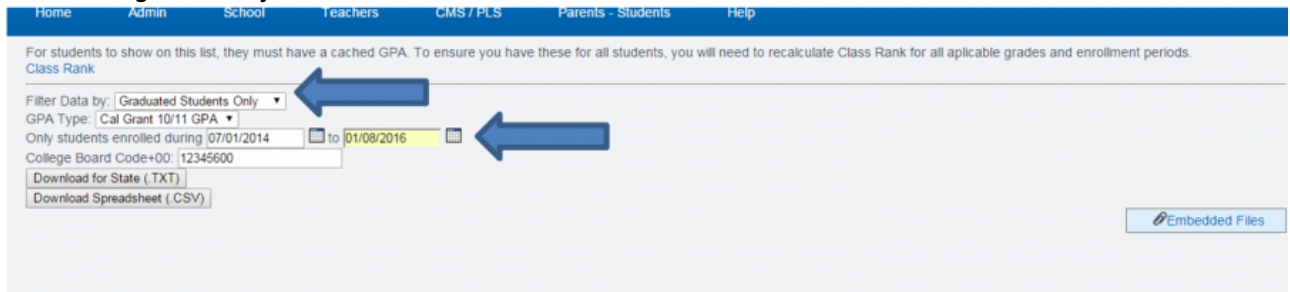 Home Admin School Teachers CMS / PLS Parents - Students Help
For students to show on this list, they must have a cached GPA. To ensure you have these for all students, you will need to recalculate Class Rank for all aplicable grades and enrollment periods.
Class Rank
Filter Data by: Graduated Students Only
GPA Type: Cal Grant 10/11 GPA
Only students enrolled during 07/01/2014 to 01/08/2016
College Board Code+00: 12345600
Download for State (.TXT)
Download Spreadsheet (.CSV)
Embedded Files